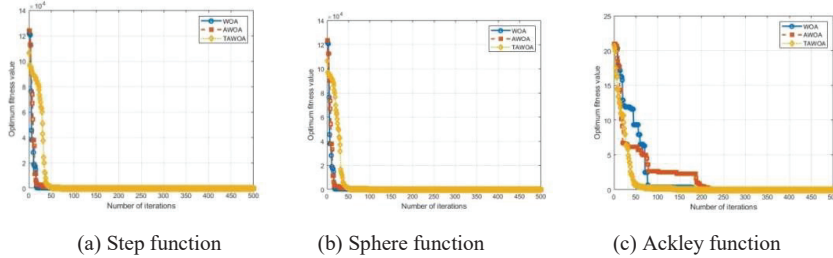 14 ×10⁴
12
10
8
6
4
2
0
0 50 100 150 200 250 300 350 400 450 500
Optimum fitness value
Number of iterations
WOA
AWOA
TAWOA
(a) Step function
14 ×10⁴
12
10
8
6
4
2
0
0 50 100 150 200 250 300 350 400 450 500
Optimum fitness value
Number of iterations
WOA
AWOA
TAWOA
(b) Sphere function
25
20
15
10
5
0
0 50 100 150 200 250 300 350 400 450 500
Optimum fitness value
Number of iterations
WOA
AWOA
TAWOA
(c) Ackley function